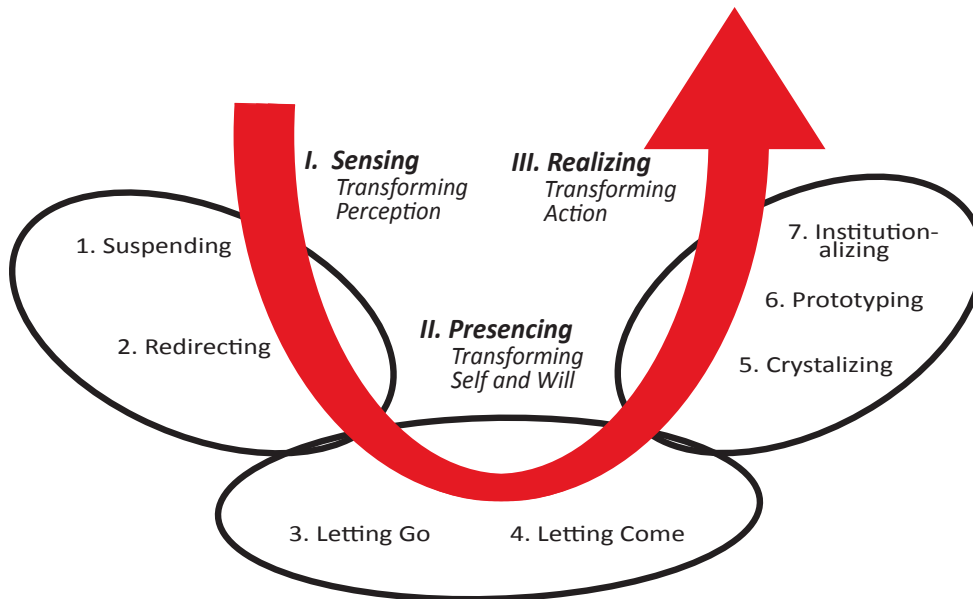 I. Sensing
Transforming
Perception
1. Suspending
2. Redirecting
II. Presencing
Transforming
Self and Will
3. Letting Go
4. Letting Come
III. Realizing
Transforming
Action
7. Institution-
alizing
6. Prototyping
5. Crystalizing